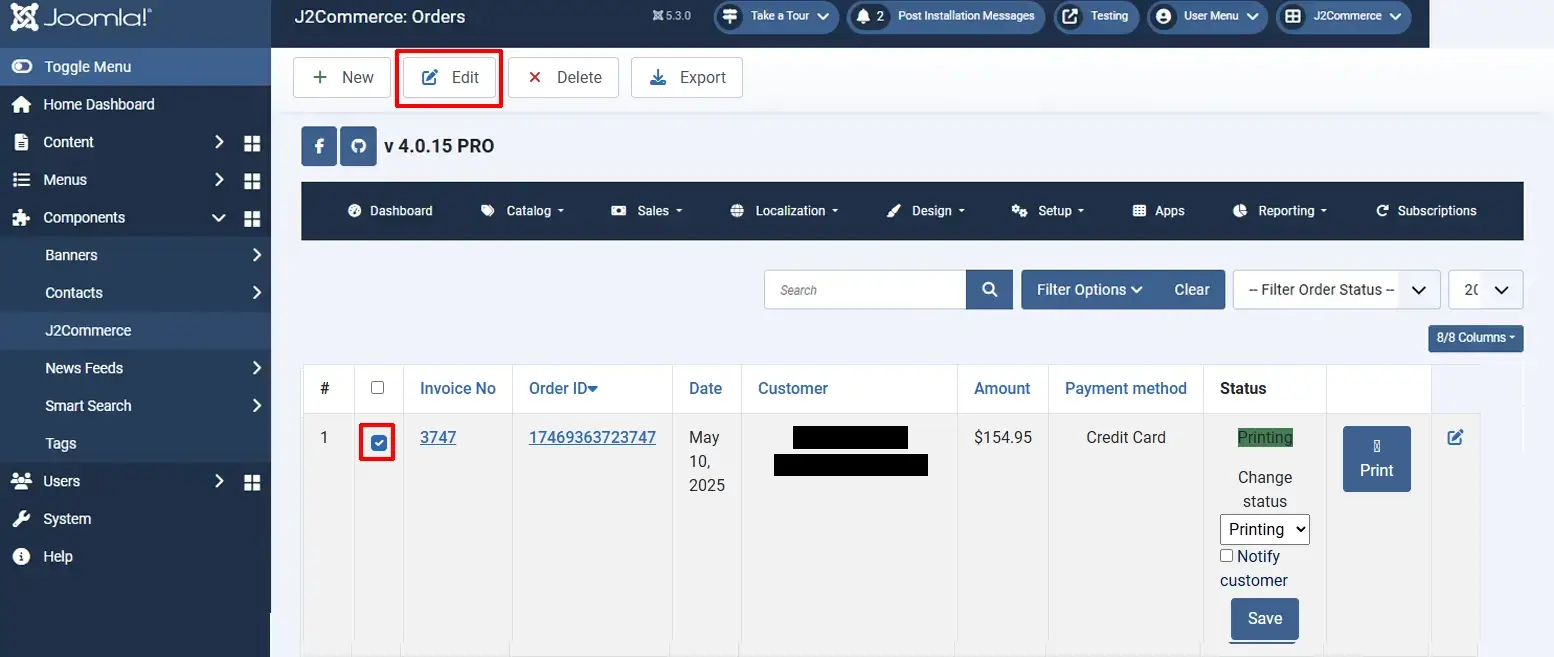 Joomla!®
J2Commerce: Orders
5.3.0
Take a Tour
2
Post Installation Messages
Testing
User Menu
J2Commerce
Toggle Menu
Home Dashboard
Content
Menus
Components
Banners
Contacts
J2Commerce
News Feeds
Smart Search
Tags
Users
System
Help
New
Edit
Delete
Export
v 4.0.15 PRO
Dashboard
Catalog
Sales
Localization
Design
Setup
Apps
Reporting
Subscriptions
Search
Filter Options
Clear
-- Filter Order Status --
8/8 Columns
#
Invoice No
Order ID
Date
Customer
Amount
Payment method
Status
1
3747
17469363723747
May
10,
2025
$154.95
Credit Card
Printing
Change
status
Printing
Notify
customer
Save
Print